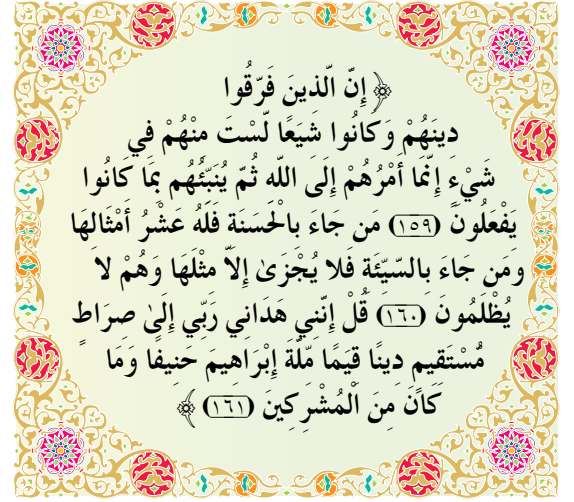 ﴿ إِنَّ الَّذِينَ فَرَّقُوا
دِينَهُمْ وَكَانُوا شِيَعًا لَّسْتَ مِنْهُمْ فِي
شَيْءٍ إِنَّمَا أَمْرُهُمْ إِلَى اللَّهِ ثُمَّ يُنَبِّئُهُم بِمَا كَانُوا
يَفْعَلُونَ (١٥٩) مَن جَاءَ بِالْحَسَنَةِ فَلَهُ عَشْرُ أَمْثَالِهَا
وَمَن جَاءَ بِالسَّيِّئَةِ فَلَا يُجْزَىٰ إِلَّا مِثْلَهَا وَهُمْ لَا
يُظْلَمُونَ (١٦٠) قُلْ إِنَّنِي هَدَانِي رَبِّي إِلَىٰ صِرَاطٍ
مُّسْتَقِيمٍ دِينًا قِيَمًا مِّلَّةَ إِبْرَاهِيمَ حَنِيفًا وَمَا
كَانَ مِنَ الْمُشْرِكِينَ (١٦١) ﴾